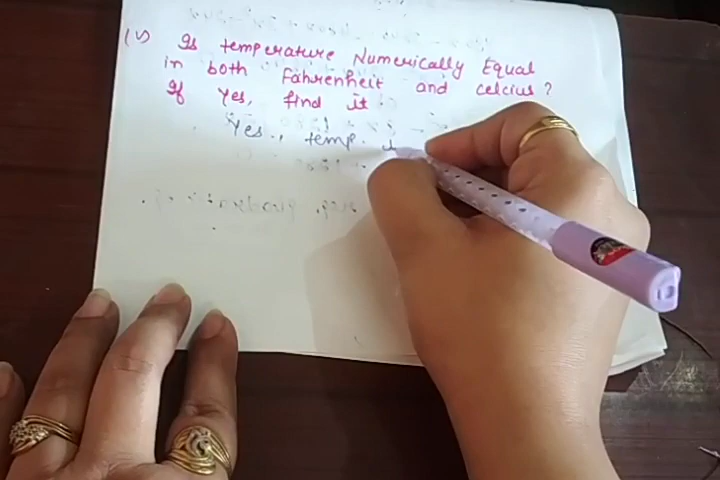 (v) Is temperature Numerically Equal
in both Fahrenheit and celcius?
If Yes, find it
Yes., temp.